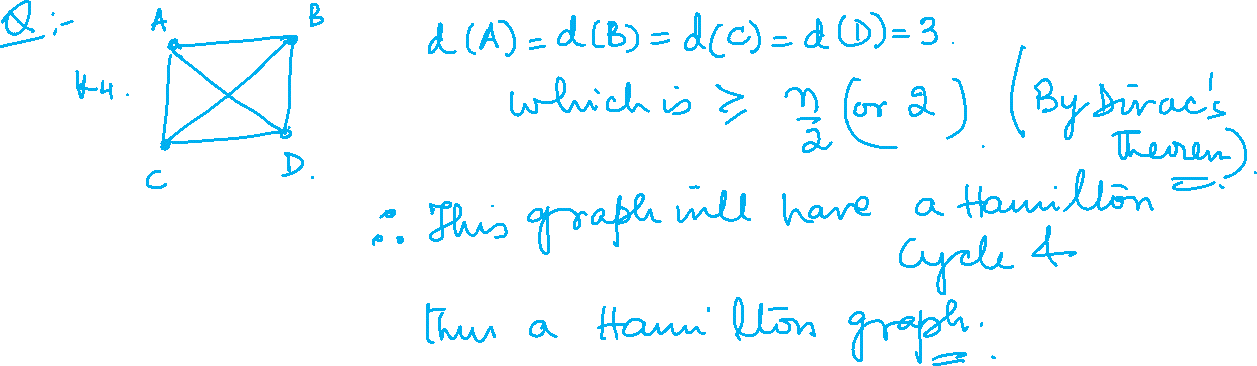 Q:-
A B
K4.
C D.
d(A) = d(B) = d(C) = d(D) = 3.
which is ≥ n/2 (or 2). (By Dirac's
Theorem).
∴ This graph will have a Hamilton
Cycle &
thus a Hamilton graph.